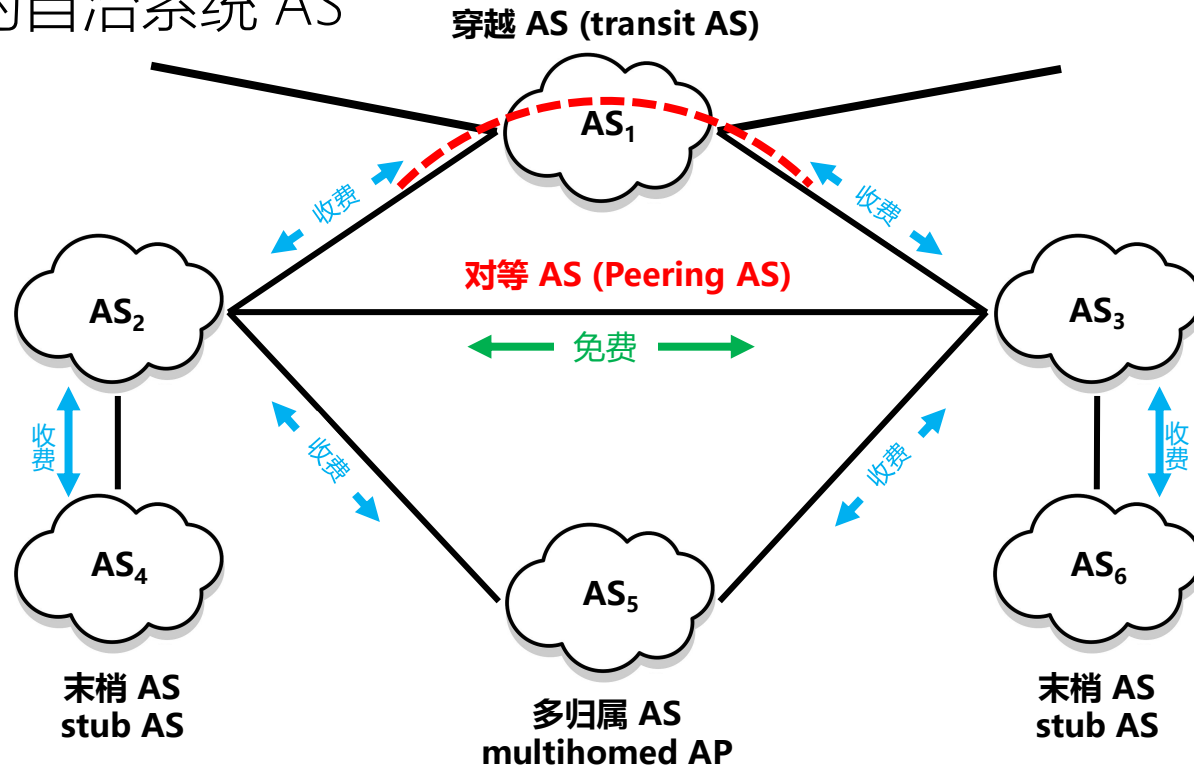 的自治系统 AS
穿越 AS (transit AS)
AS₁
收费
收费
对等 AS (Peering AS)
AS₂
AS₃
免费
收费
收费
收费
收费
AS₄
AS₅
AS₆
末梢 AS
stub AS
多归属 AS
multihomed AP
末梢 AS
stub AS